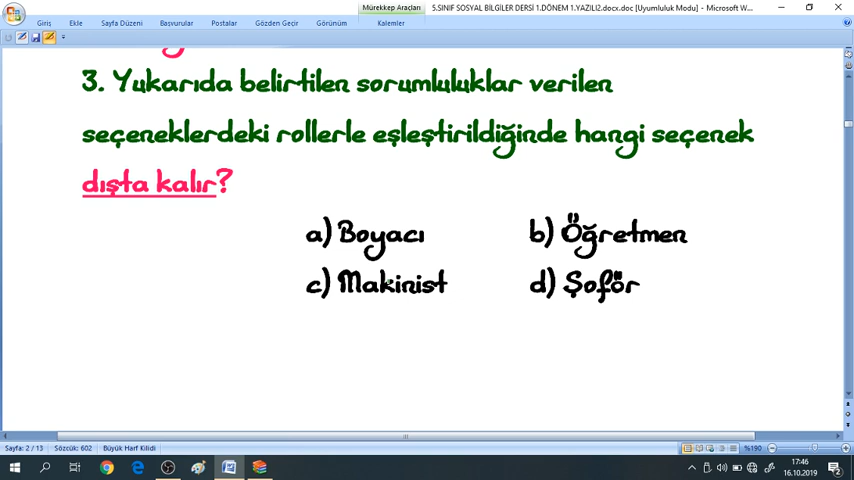 Mürekkep Araçları
5.SINIF SOSYAL BİLGİLER DERSİ 1.DÖNEM 1.YAZILI2.docx.doc [Uyumluluk Modu] - Microsoft W...
Giriş Ekle Sayfa Düzeni Başvurular Postalar Gözden Geçir Görünüm Kalemler
3. Yukarıda belirtilen sorumluluklar verilen
seçeneklerdeki rollerle eşleştirildiğinde hangi seçenek
dışta kalır?
a) Boyacı b) Öğretmen
c) Makinist d) Şoför
Sayfa: 2 / 13 Sözcük: 602 Büyük Harf Kilidi %190
17:46
16.10.2019
2